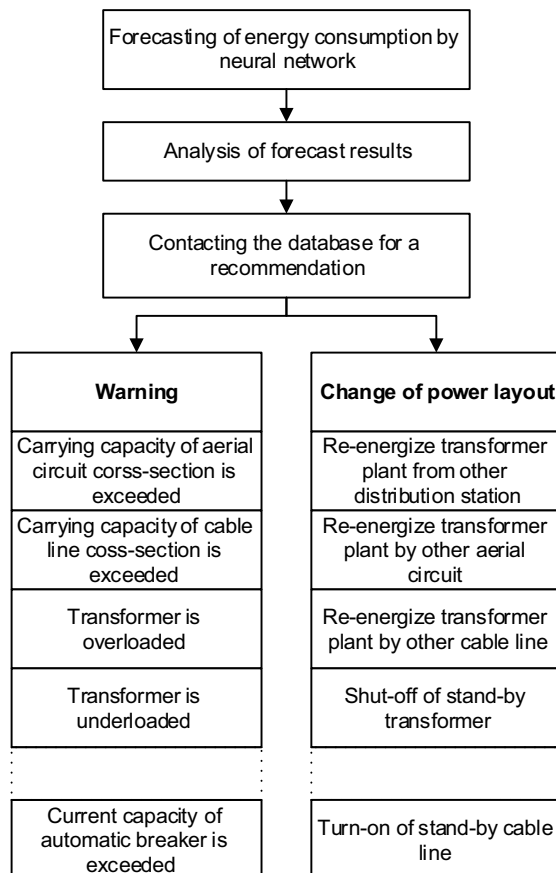 Forecasting of energy consumption by
neural network
Analysis of forecast results
Contacting the database for a
recommendation
Warning
Carrying capacity of aerial
circuit corss-section is
exceeded
Carrying capacity of cable
line coss-section is
exceeded
Transformer is
overloaded
Transformer is
underloaded
Current capacity of
automatic breaker is
exceeded
Change of power layout
Re-energize transformer
plant from other
distribution station
Re-energize transformer
plant by other aerial
circuit
Re-energize transformer
plant by other cable line
Shut-off of stand-by
transformer
Turn-on of stand-by cable
line